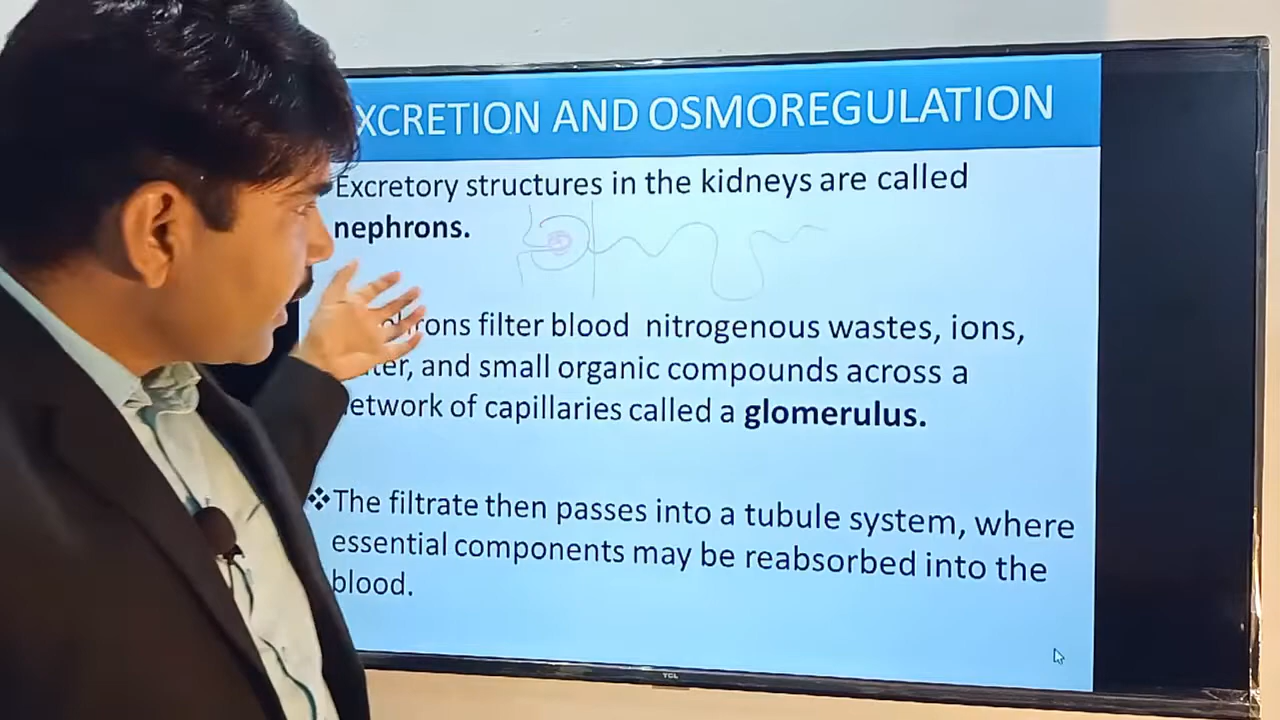 XCRETION AND OSMOREGULATION
Excretory structures in the kidneys are called
nephrons.
filter blood nitrogenous wastes, ions,
and small organic compounds across a
etwork of capillaries called a glomerulus.
The filtrate then passes into a tubule system, where
essential components may be reabsorbed into the
blood.
TCL